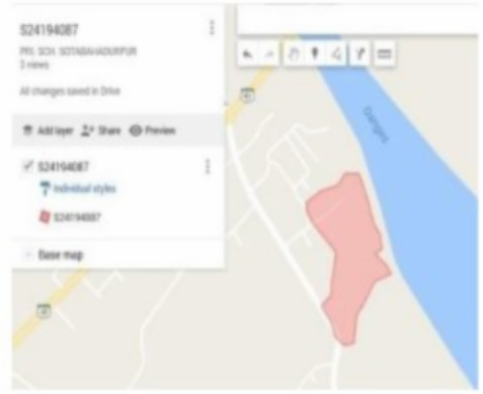 S24194087
PRI. SCH. SOTABAHADURPUR
3 views
All changes saved in Drive
Add layer Share Preview
S24194087
Individual styles
S24194087
Base map
Ganges